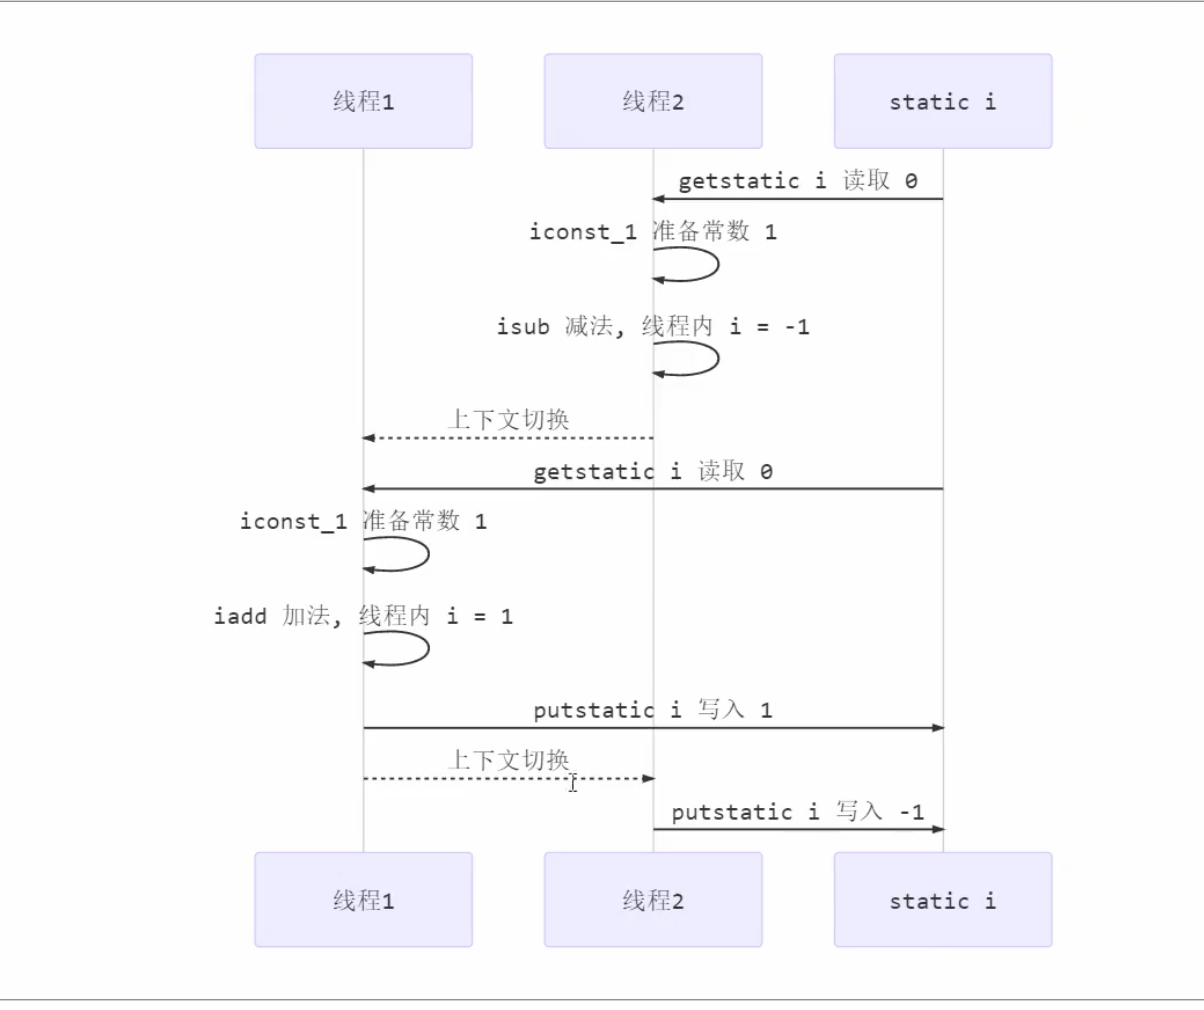 线程1 线程2 static i
getstatic i 读取 0
iconst_1 准备常数 1
isub 减法, 线程内 i = -1
上下文切换
getstatic i 读取 0
iconst_1 准备常数 1
iadd 加法, 线程内 i = 1
putstatic i 写入 1
上下文切换
putstatic i 写入 -1
线程1 线程2 static i